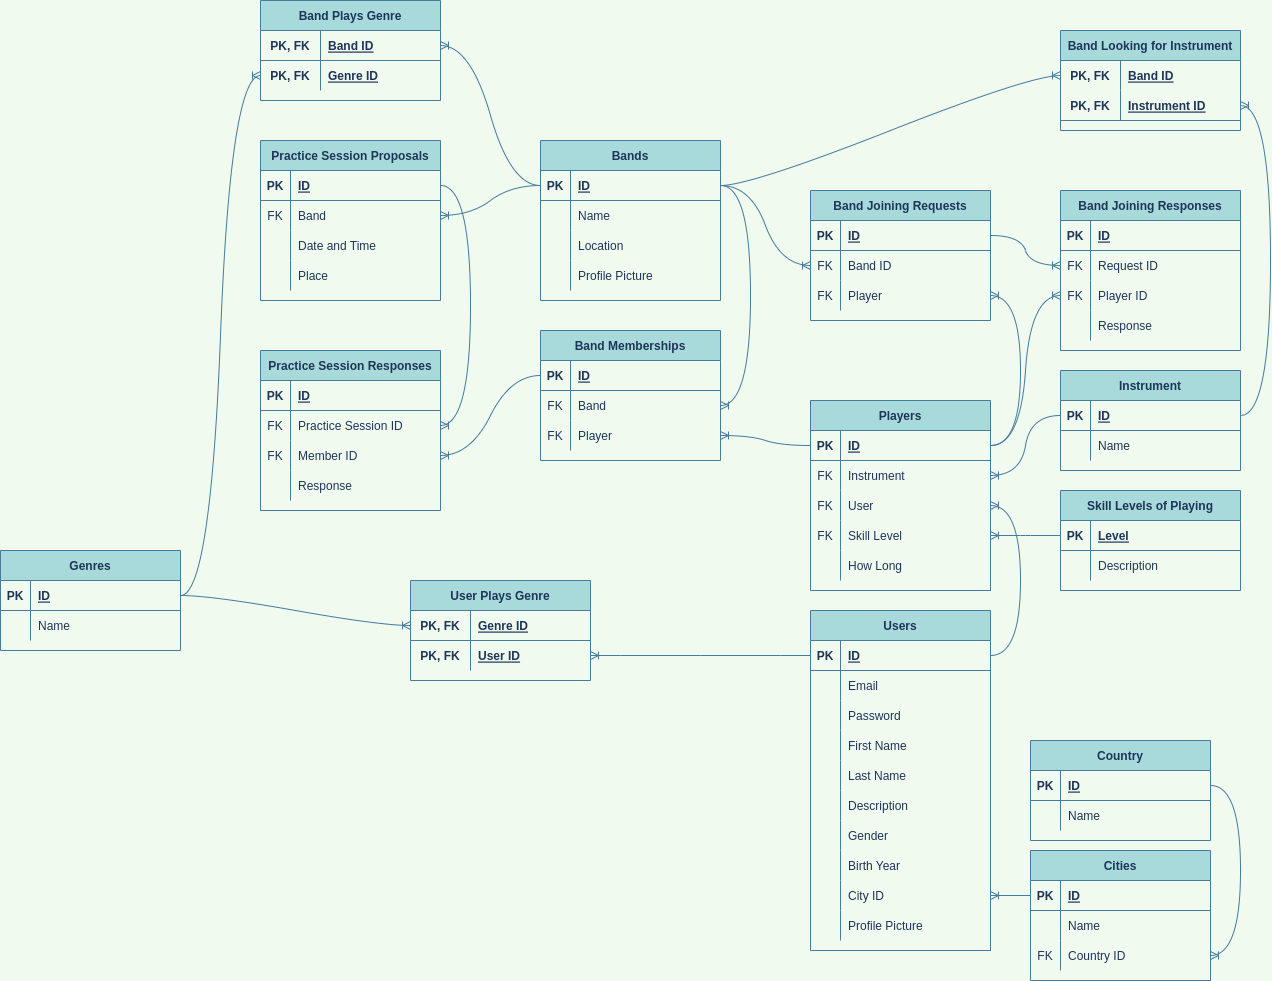 Band Plays Genre
PK, FK Band ID
PK, FK Genre ID
Band Looking for Instrument
PK, FK Band ID
PK, FK Instrument ID
Practice Session Proposals
PK ID
FK Band
Date and Time
Place
Bands
PK ID
Name
Location
Profile Picture
Band Joining Requests
PK ID
FK Band ID
FK Player
Band Joining Responses
PK ID
FK Request ID
FK Player ID
Response
Practice Session Responses
PK ID
FK Practice Session ID
FK Member ID
Response
Band Memberships
PK ID
FK Band
FK Player
Players
PK ID
FK Instrument
FK User
FK Skill Level
How Long
Instrument
PK ID
Name
Skill Levels of Playing
PK Level
Description
Genres
PK ID
Name
User Plays Genre
PK, FK Genre ID
PK, FK User ID
Users
PK ID
Email
Password
First Name
Last Name
Description
Gender
Birth Year
City ID
Profile Picture
Country
PK ID
Name
Cities
PK ID
Name
FK Country ID